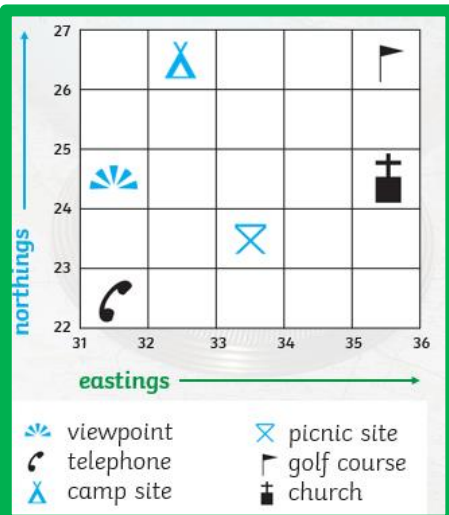 27
26
25
24
23
22
31 32 33 34 35 36
northings
eastings
viewpoint
telephone
camp site
picnic site
golf course
church